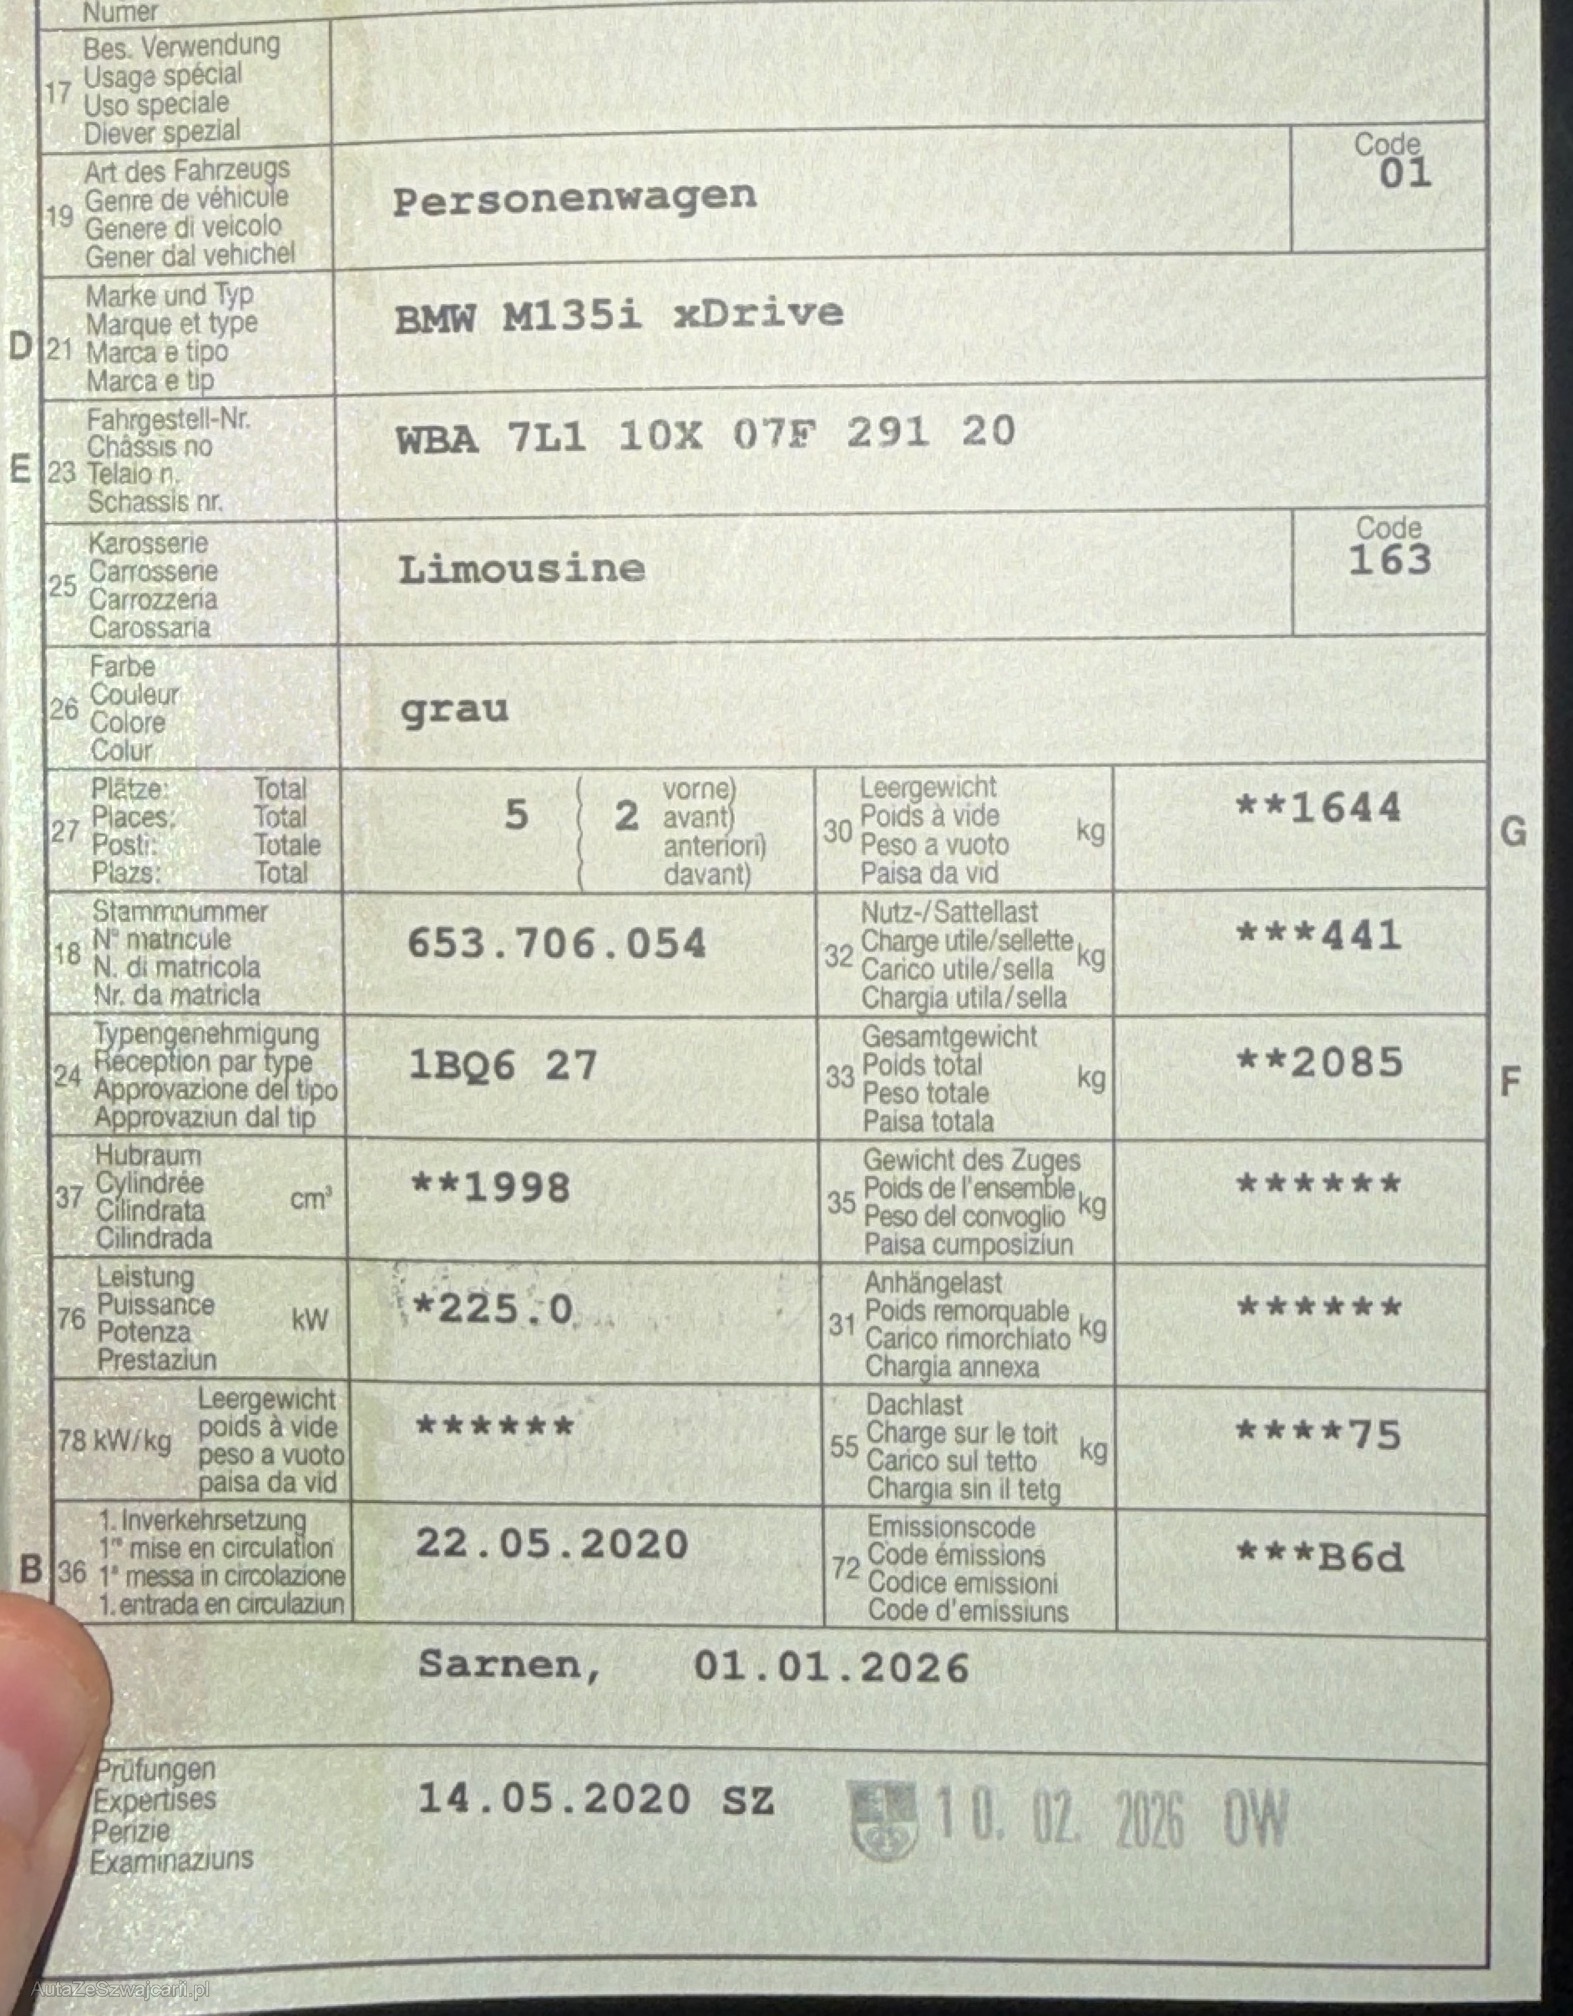 Numer
17 Bes. Verwendung
Usage spécial
Uso speciale
Diever spezial
19 Art des Fahrzeugs
Genre de véhicule
Genere di veicolo
Gener dal vehichel
Personenwagen
Code
01
D 21 Marke und Typ
Marque et type
Marca e tipo
Marca e tip
BMW M135i xDrive
E 23 Fahrgestell-Nr.
Châssis no
Telaio n.
Schassis nr.
WBA 7L1 10X 07F 291 20
25 Karosserie
Carrosserie
Carrozzeria
Carossaria
Limousine
Code
163
26 Farbe
Couleur
Colore
Colur
grau
27 Plätze: Total
Places: Total
Posti: Totale
Plazs: Total
5 ( 2 vorne)
( avant)
( anteriori)
( davant)
30 Leergewicht
Poids à vide
Peso a vuoto
Paisa da vid
kg
**1644
G
18 Stammnummer
N° matricule
N. di matricola
Nr. da matricla
653.706.054
32 Nutz-/Sattellast
Charge utile/sellette
Carico utile/sella
Chargia utila/sella
kg
***441
24 Typengenehmigung
Réception par type
Approvazione del tipo
Approvaziun dal tip
1BQ6 27
33 Gesamtgewicht
Poids total
Peso totale
Paisa totala
kg
**2085
F
37 Hubraum
Cylindrée
Cilindrata
Cilindrada
cm³
**1998
35 Gewicht des Zuges
Poids de l'ensemble
Peso del convoglio
Paisa cumposiziun
kg
******
76 Leistung
Puissance
Potenza
Prestaziun
kW
*225.0
31 Anhängelast
Poids remorquable
Carico rimorchiato
Chargia annexa
kg
******
78 kW/kg Leergewicht
poids à vide
peso a vuoto
paisa da vid
******
55 Dachlast
Charge sur le toit
Carico sul tetto
Chargia sin il tetg
kg
****75
B 36 1. Inverkehrsetzung
1re mise en circulation
1a messa in circolazione
1. entrada en circulaziun
22.05.2020
72 Emissionscode
Code émissions
Codice emissioni
Code d'emissiuns
***B6d
Sarnen, 01.01.2026
Prüfungen
Expertises
Perizie
Examinaziuns
14.05.2020 SZ
10. 02. 2026 OW
AutaZeSzwajcarii.pl